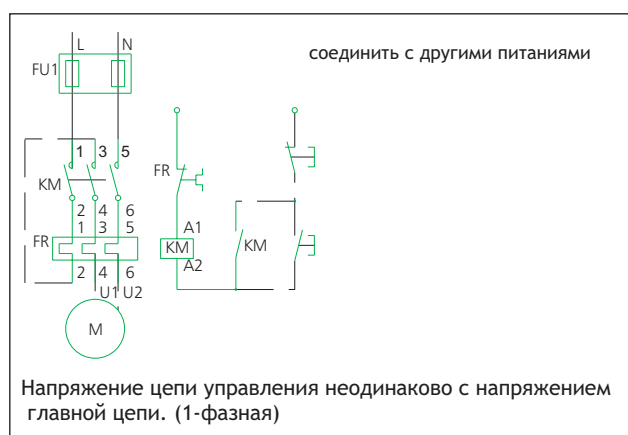 L N
соединить с другими питаниями
FU1
1 3 5
FR
KM
2 4 6
A1
1 3 5
FR
KM
KM
A2
2 4 6
U1 U2
M
Напряжение цепи управления неодинаково с напряжением
главной цепи. (1-фазная)